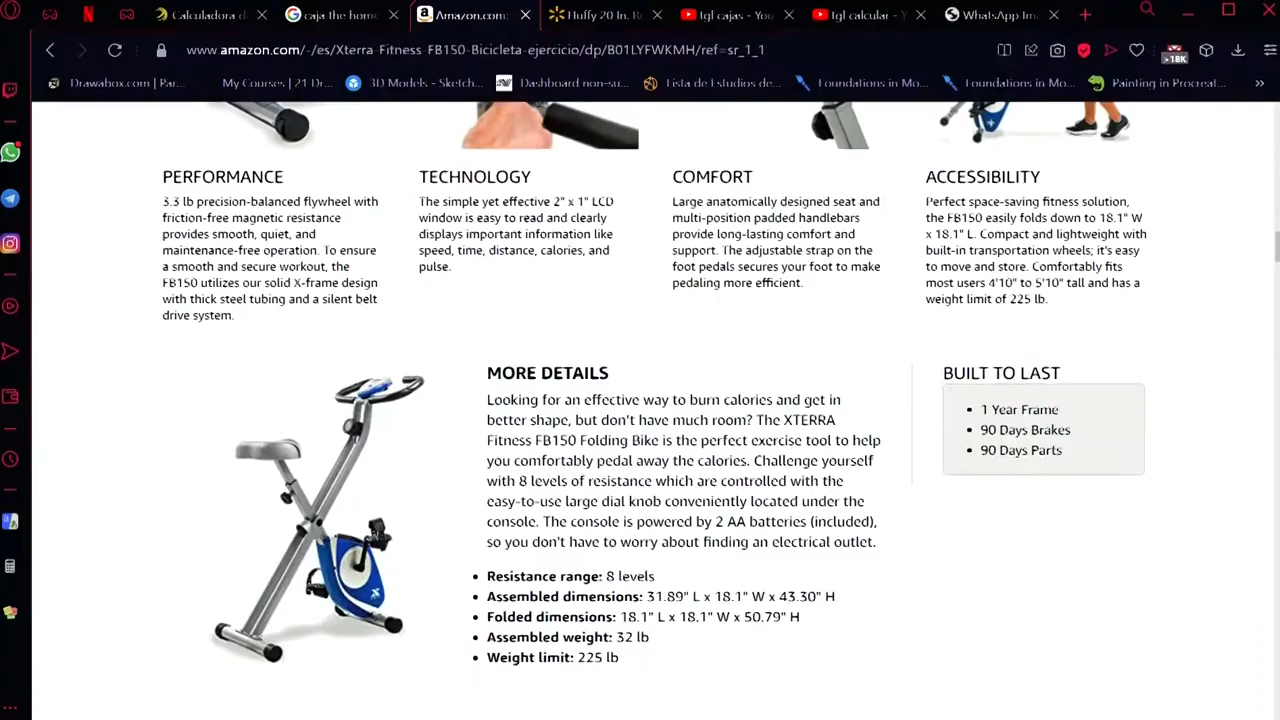 Calculadora d
caja the home
Amazon.com:
Huffy 20 In. R
tgl cajas - You
tgl calcular - Y
WhatsApp Im
www.amazon.com/-/es/Xterra-Fitness-FB150-Bicicleta-ejercicio/dp/B01LYFWKMH/ref=sr_1_1
>18K
Drawabox.com | Par...
My Courses | 21 Dr...
3D Models - Sketch...
Dashboard non-su...
Lista de Estudios de...
Foundations in Mo...
Foundations in Mo...
Painting in Procreat...
PERFORMANCE
3.3 lb precision-balanced flywheel with
friction-free magnetic resistance
provides smooth, quiet, and
maintenance-free operation. To ensure
a smooth and secure workout, the
FB150 utilizes our solid X-frame design
with thick steel tubing and a silent belt
drive system.
TECHNOLOGY
The simple yet effective 2" x 1" LCD
window is easy to read and clearly
displays important information like
speed, time, distance, calories, and
pulse.
COMFORT
Large anatomically designed seat and
multi-position padded handlebars
provide long-lasting comfort and
support. The adjustable strap on the
foot pedals secures your foot to make
pedaling more efficient.
ACCESSIBILITY
Perfect space-saving fitness solution,
the FB150 easily folds down to 18.1" W
x 18.1" L. Compact and lightweight with
built-in transportation wheels; it's easy
to move and store. Comfortably fits
most users 4'10" to 5'10" tall and has a
weight limit of 225 lb.
MORE DETAILS
Looking for an effective way to burn calories and get in
better shape, but don't have much room? The XTERRA
Fitness FB150 Folding Bike is the perfect exercise tool to help
you comfortably pedal away the calories. Challenge yourself
with 8 levels of resistance which are controlled with the
easy-to-use large dial knob conveniently located under the
console. The console is powered by 2 AA batteries (included),
so you don't have to worry about finding an electrical outlet.
• Resistance range: 8 levels
• Assembled dimensions: 31.89" L x 18.1" W x 43.30" H
• Folded dimensions: 18.1" L x 18.1" W x 50.79" H
• Assembled weight: 32 lb
• Weight limit: 225 lb
BUILT TO LAST
• 1 Year Frame
• 90 Days Brakes
• 90 Days Parts